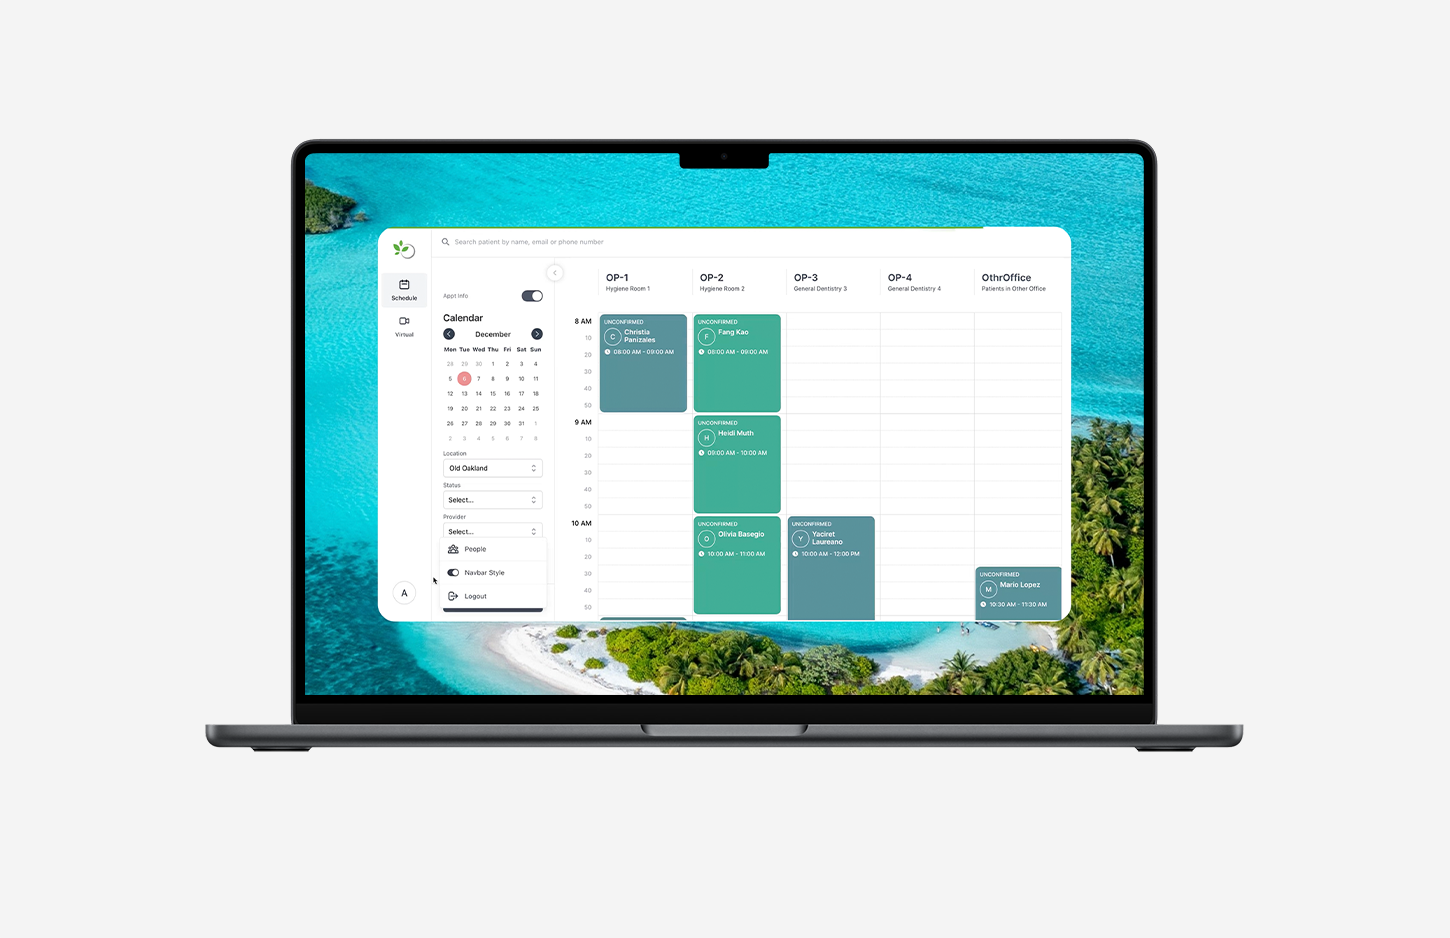 Search patient by name, email or phone number
Schedule
Virtual
A
Appt Info
Calendar
December
Mon Tue Wed Thu Fri Sat Sun
28 29 30 1 2 3 4
5 6 7 8 9 10 11
12 13 14 15 16 17 18
19 20 21 22 23 24 25
26 27 28 29 30 31 1
2 3 4 5 6 7 8
Location
Old Oakland
Status
Select...
Provider
Select...
People
Navbar Style
Logout
OP-1
Hygiene Room 1
OP-2
Hygiene Room 2
OP-3
General Dentistry 3
OP-4
General Dentistry 4
OthrOffice
Patients in Other Office
8 AM
10
20
30
40
50
9 AM
10
20
30
40
50
10 AM
10
20
30
40
50
UNCONFIRMED
C
Christia
Panizales
08:00 AM - 09:00 AM
UNCONFIRMED
F
Fang Kao
08:00 AM - 09:00 AM
UNCONFIRMED
H
Heidi Muth
09:00 AM - 10:00 AM
UNCONFIRMED
O
Olivia Basegio
10:00 AM - 11:00 AM
UNCONFIRMED
Y
Yaciret
Laureano
10:00 AM - 12:00 PM
UNCONFIRMED
M
Mario Lopez
10:30 AM - 11:30 AM